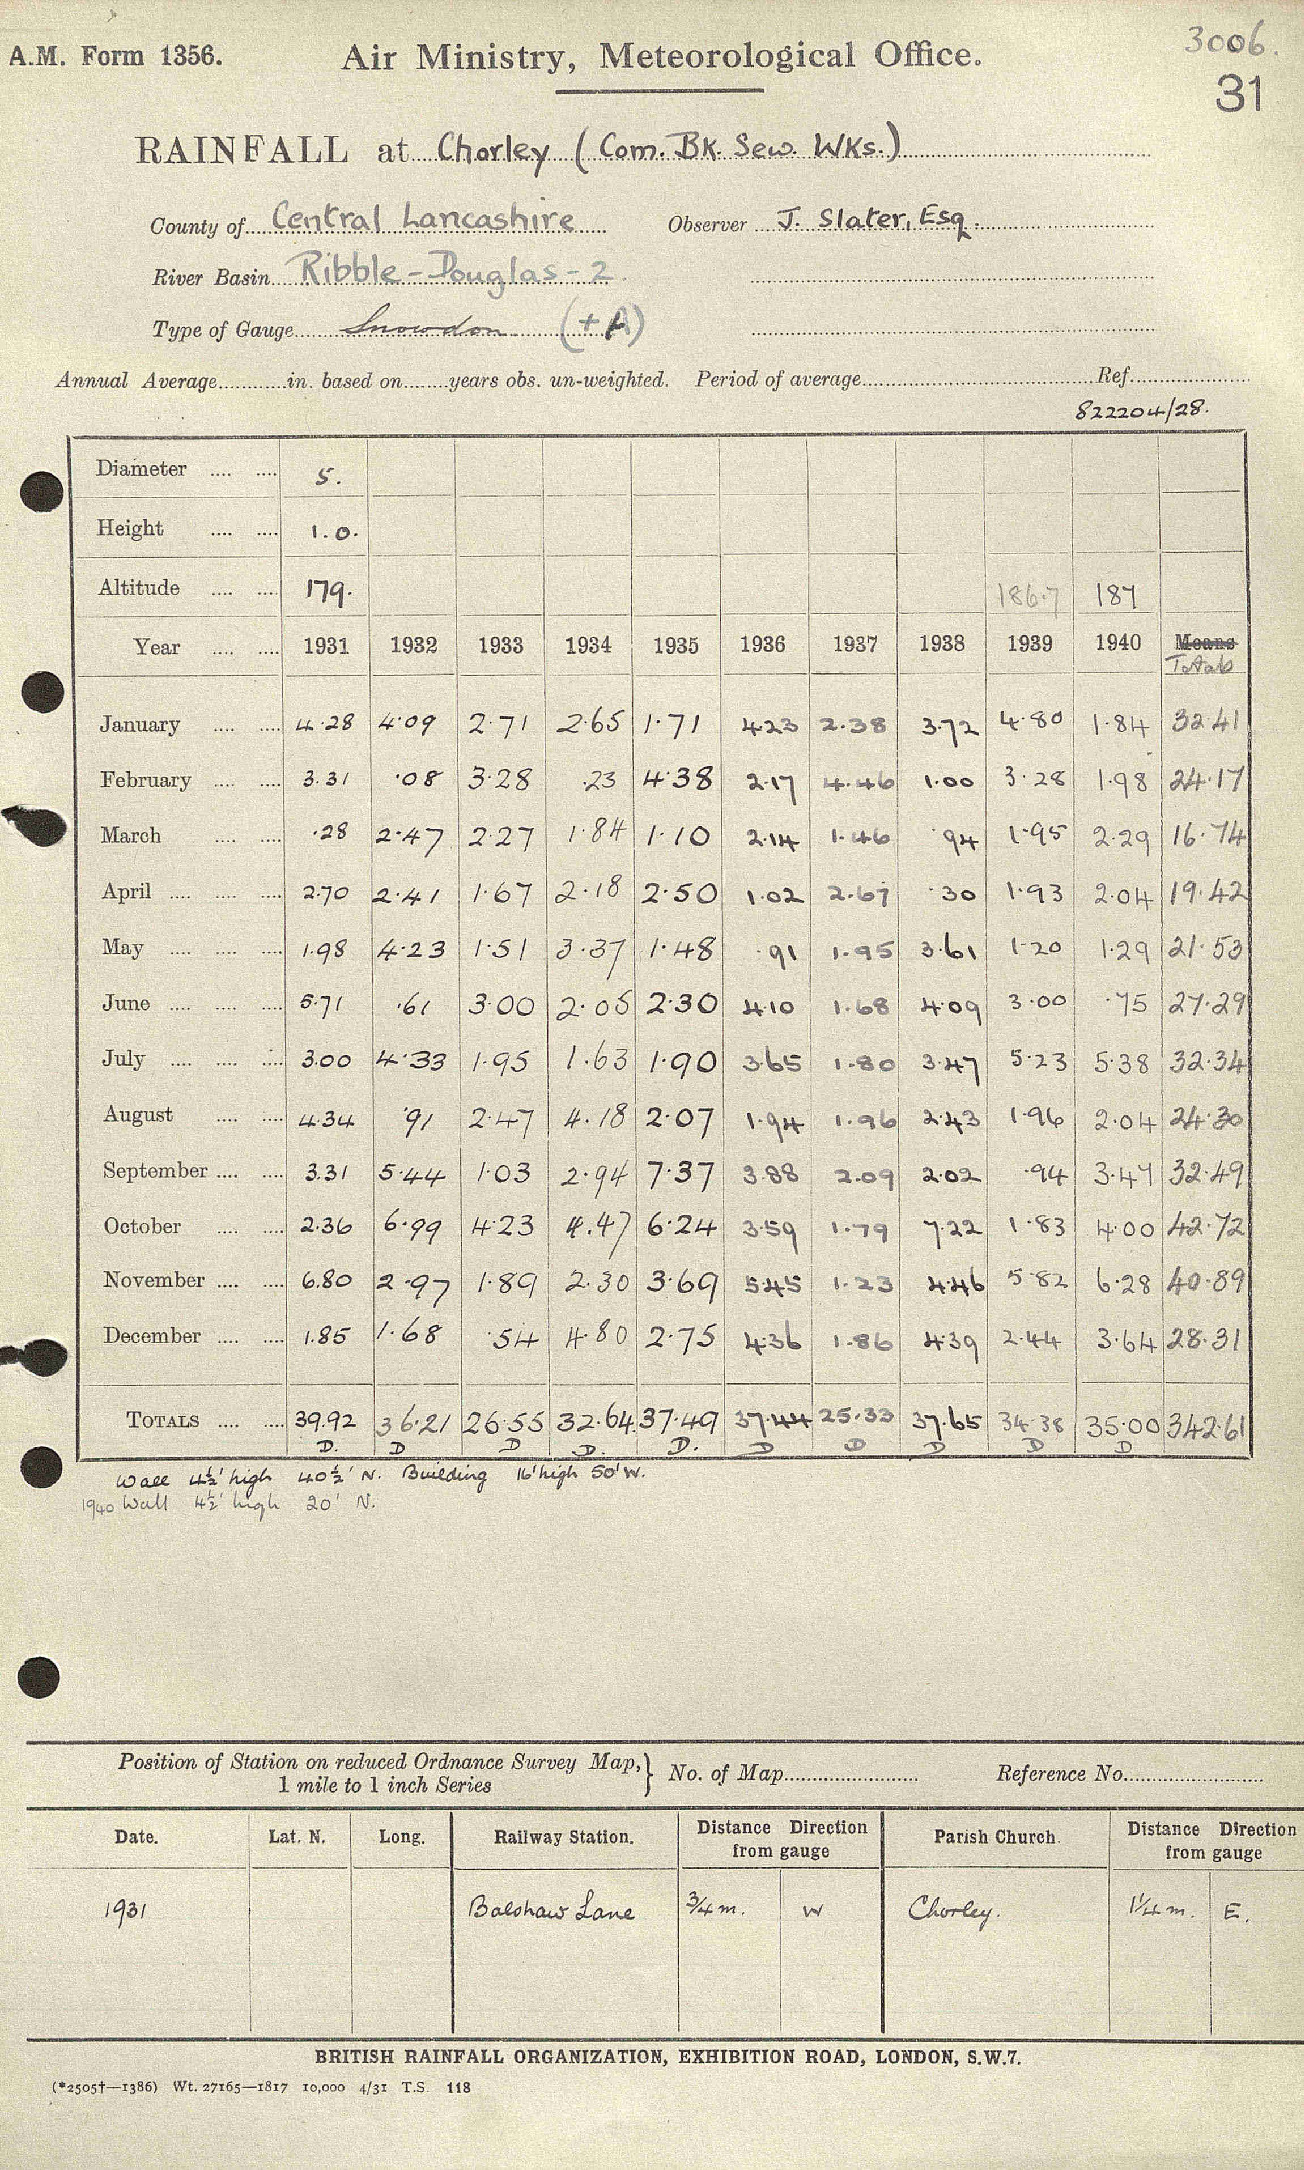 3006.
A.M. Form 1356. Air Ministry, Meteorological Office.
31
RAINFALL at Chorley (Com. Bk. Sew. Wks.)
County of Central Lancashire Observer J. Slater, Esq.
River Basin Ribble - Douglas - 2
Type of Gauge Snowdon (+ A)
Annual Average in. based on years obs. un-weighted. Period of average Ref.
822204/28.
Diameter 5.
Height 1.0.
Altitude 179. 186.7 187
Year 1931 1932 1933 1934 1935 1936 1937 1938 1939 1940 Means
Totals
January 4.28 4.09 2.71 2.65 1.71 4.23 2.38 3.72 4.80 1.84 32.41
February 3.31 .08 3.28 .23 4.38 2.17 4.46 1.00 3.28 1.98 24.17
March .28 2.47 2.27 1.84 1.10 2.14 1.46 .94 1.95 2.29 16.74
April 2.70 2.41 1.67 2.18 2.50 1.02 2.67 .30 1.93 2.04 19.42
May 1.98 4.23 1.51 3.37 1.48 .91 1.95 3.61 1.20 1.29 21.53
June 5.71 .61 3.00 2.05 2.30 4.10 1.68 4.09 3.00 .75 27.29
July 3.00 4.33 1.95 1.63 1.90 3.65 1.80 3.47 5.23 5.38 32.34
August 4.34 .91 2.47 4.18 2.07 1.94 1.96 2.43 1.96 2.04 24.30
September 3.31 5.44 1.03 2.94 7.37 3.88 2.09 2.02 .94 3.47 32.49
October 2.36 6.99 4.23 4.47 6.24 3.59 1.79 7.22 1.83 4.00 42.72
November 6.80 2.97 1.89 2.30 3.69 5.45 1.23 4.46 5.82 6.28 40.89
December 1.85 1.68 .54 4.80 2.75 4.36 1.86 4.39 2.44 3.64 28.31
TOTALS 39.92 36.21 26.55 32.64 37.49 37.44 25.33 37.65 34.38 35.00 342.61
D. D D D. D. D D D D D
Wall 4½' high 40½' N. Building 16' high 50' W.
1940 Wall 4½' high 20' N.
Position of Station on reduced Ordnance Survey Map, } No. of Map Reference No.
1 mile to 1 inch Series
Date. Lat. N. Long. Railway Station. Distance Direction from gauge Parish Church. Distance Direction from gauge
1931 Balshaw Lane ¾ m. W Chorley. 1¼ m. E.
BRITISH RAINFALL ORGANIZATION, EXHIBITION ROAD, LONDON, S.W.7.
(*2505†—1386) Wt. 27165—1817 10,000 4/31 T.S. 118